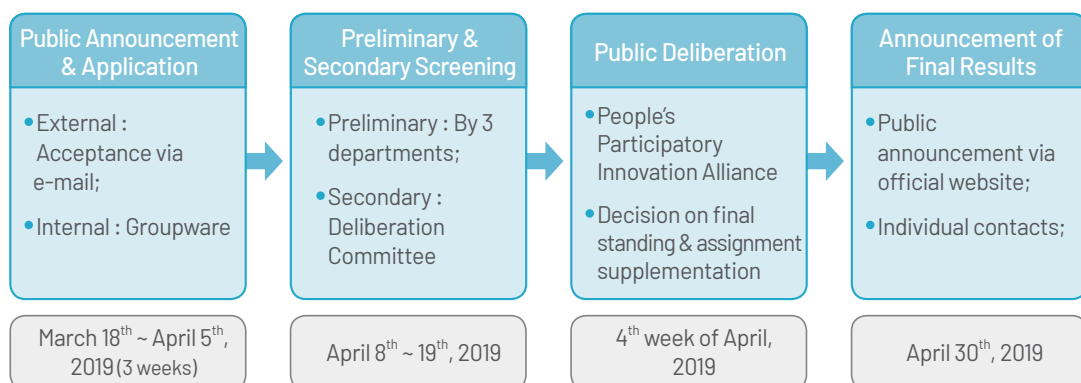 Public Announcement
& Application
• External :
Acceptance via
e-mail;
• Internal : Groupware
March 18th ~ April 5th,
2019 (3 weeks)
Preliminary &
Secondary Screening
• Preliminary : By 3
departments;
• Secondary :
Deliberation
Committee
April 8th ~ 19th, 2019
Public Deliberation
• People's
Participatory
Innovation Alliance
• Decision on final
standing & assignment
supplementation
4th week of April,
2019
Announcement of
Final Results
• Public
announcement via
official website;
• Individual contacts;
April 30th, 2019